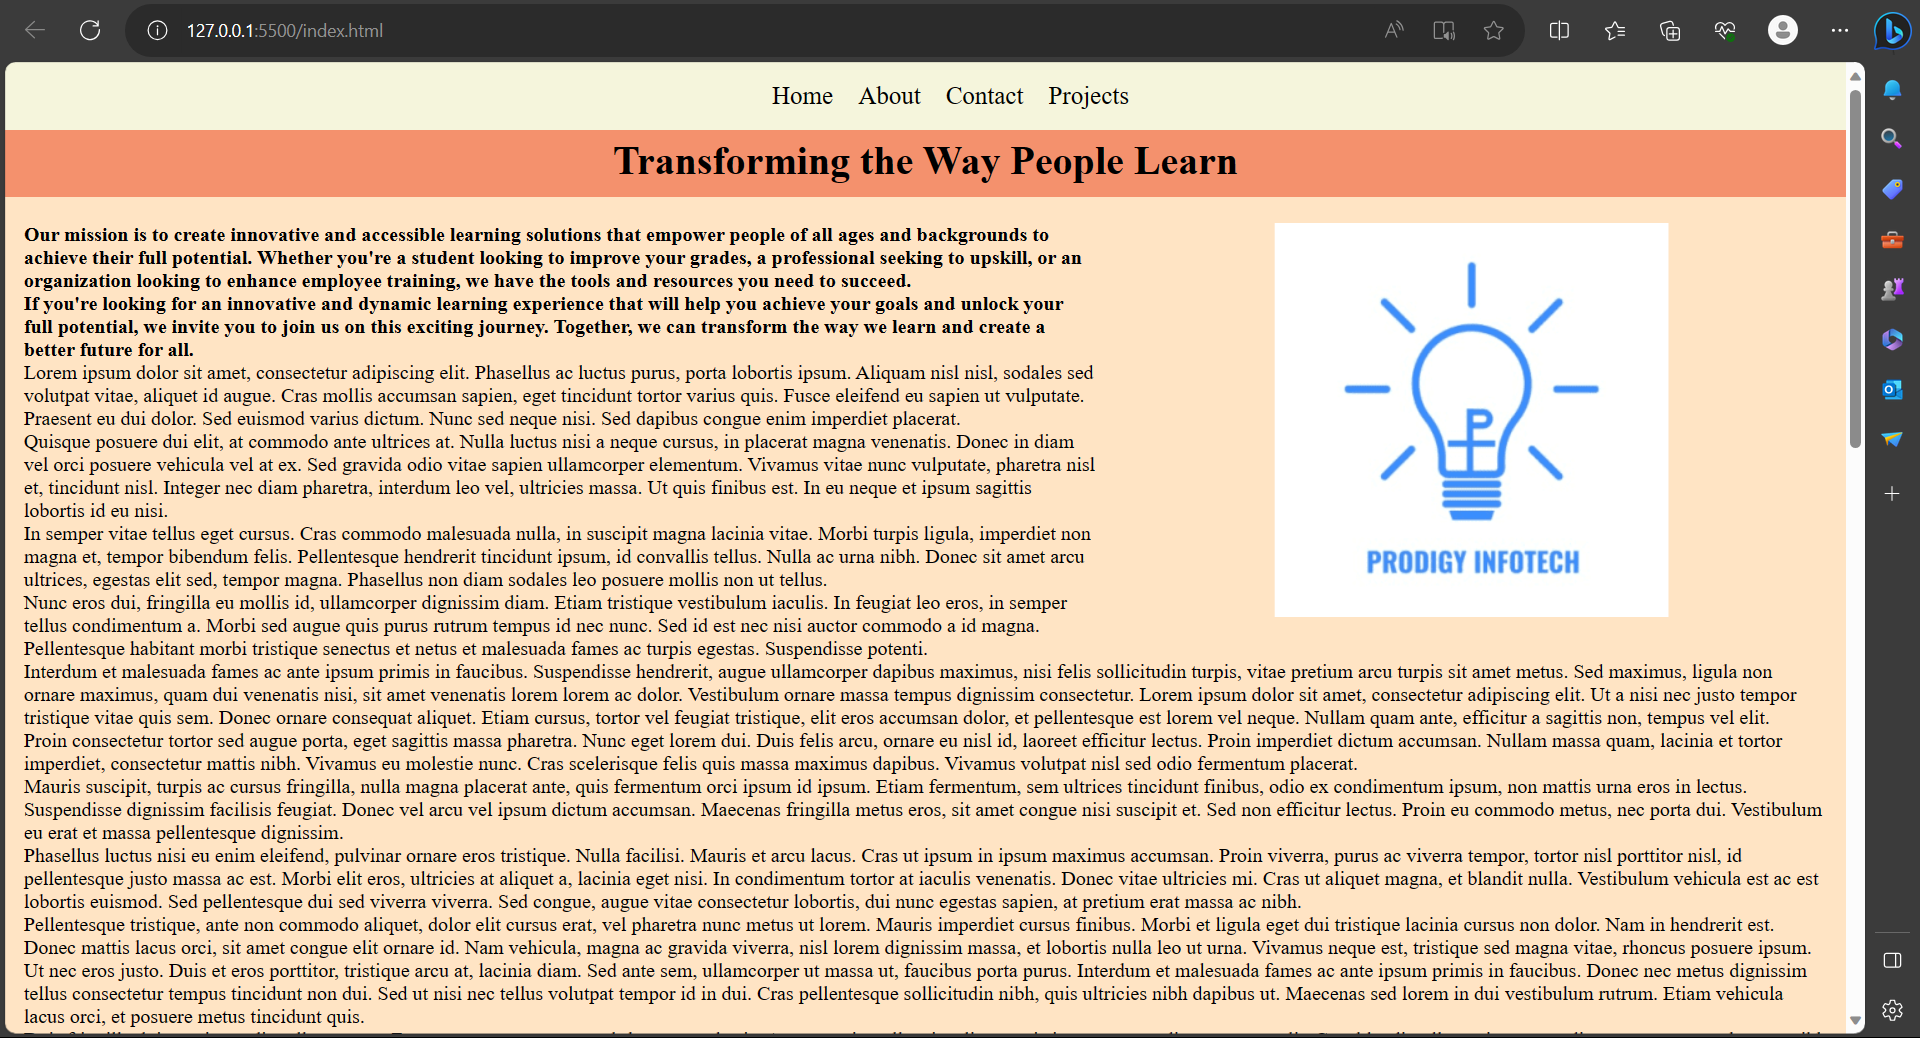 127.0.0.1:5500/index.html
Home About Contact Projects
Transforming the Way People Learn
Our mission is to create innovative and accessible learning solutions that empower people of all ages and backgrounds to
achieve their full potential. Whether you're a student looking to improve your grades, a professional seeking to upskill, or an
organization looking to enhance employee training, we have the tools and resources you need to succeed.
If you're looking for an innovative and dynamic learning experience that will help you achieve your goals and unlock your
full potential, we invite you to join us on this exciting journey. Together, we can transform the way we learn and create a
better future for all.
Lorem ipsum dolor sit amet, consectetur adipiscing elit. Phasellus ac luctus purus, porta lobortis ipsum. Aliquam nisl nisl, sodales sed
volutpat vitae, aliquet id augue. Cras mollis accumsan sapien, eget tincidunt tortor varius quis. Fusce eleifend eu sapien ut vulputate.
Praesent eu dui dolor. Sed euismod varius dictum. Nunc sed neque nisi. Sed dapibus congue enim imperdiet placerat.
Quisque posuere dui elit, at commodo ante ultrices at. Nulla luctus nisi a neque cursus, in placerat magna venenatis. Donec in diam
vel orci posuere vehicula vel at ex. Sed gravida odio vitae sapien ullamcorper elementum. Vivamus vitae nunc vulputate, pharetra nisl
et, tincidunt nisl. Integer nec diam pharetra, interdum leo vel, ultricies massa. Ut quis finibus est. In eu neque et ipsum sagittis
lobortis id eu nisi.
In semper vitae tellus eget cursus. Cras commodo malesuada nulla, in suscipit magna lacinia vitae. Morbi turpis ligula, imperdiet non
magna et, tempor bibendum felis. Pellentesque hendrerit tincidunt ipsum, id convallis tellus. Nulla ac urna nibh. Donec sit amet arcu
ultrices, egestas elit sed, tempor magna. Phasellus non diam sodales leo posuere mollis non ut tellus.
Nunc eros dui, fringilla eu mollis id, ullamcorper dignissim diam. Etiam tristique vestibulum iaculis. In feugiat leo eros, in semper
tellus condimentum a. Morbi sed augue quis purus rutrum tempus id nec nunc. Sed id est nec nisi auctor commodo a id magna.
Pellentesque habitant morbi tristique senectus et netus et malesuada fames ac turpis egestas. Suspendisse potenti.
PRODIGY INFOTECH
Interdum et malesuada fames ac ante ipsum primis in faucibus. Suspendisse hendrerit, augue ullamcorper dapibus maximus, nisi felis sollicitudin turpis, vitae pretium arcu turpis sit amet metus. Sed maximus, ligula non
ornare maximus, quam dui venenatis nisi, sit amet venenatis lorem lorem ac dolor. Vestibulum ornare massa tempus dignissim consectetur. Lorem ipsum dolor sit amet, consectetur adipiscing elit. Ut a nisi nec justo tempor
tristique vitae quis sem. Donec ornare consequat aliquet. Etiam cursus, tortor vel feugiat tristique, elit eros accumsan dolor, et pellentesque est lorem vel neque. Nullam quam ante, efficitur a sagittis non, tempus vel elit.
Proin consectetur tortor sed augue porta, eget sagittis massa pharetra. Nunc eget lorem dui. Duis felis arcu, ornare eu nisl id, laoreet efficitur lectus. Proin imperdiet dictum accumsan. Nullam massa quam, lacinia et tortor
imperdiet, consectetur mattis nibh. Vivamus eu molestie nunc. Cras scelerisque felis quis massa maximus dapibus. Vivamus volutpat nisl sed odio fermentum placerat.
Mauris suscipit, turpis ac cursus fringilla, nulla magna placerat ante, quis fermentum orci ipsum id ipsum. Etiam fermentum, sem ultrices tincidunt finibus, odio ex condimentum ipsum, non mattis urna eros in lectus.
Suspendisse dignissim facilisis feugiat. Donec vel arcu vel ipsum dictum accumsan. Maecenas fringilla metus eros, sit amet congue nisi suscipit et. Sed non efficitur lectus. Proin eu commodo metus, nec porta dui. Vestibulum
eu erat et massa pellentesque dignissim.
Phasellus luctus nisi eu enim eleifend, pulvinar ornare eros tristique. Nulla facilisi. Mauris et arcu lacus. Cras ut ipsum in ipsum maximus accumsan. Proin viverra, purus ac viverra tempor, tortor nisl porttitor nisl, id
pellentesque justo massa ac est. Morbi elit eros, ultricies at aliquet a, lacinia eget nisi. In condimentum tortor at iaculis venenatis. Donec vitae ultricies mi. Cras ut aliquet magna, et blandit nulla. Vestibulum vehicula est ac est
lobortis euismod. Sed pellentesque dui sed viverra viverra. Sed congue, augue vitae consectetur lobortis, dui nunc egestas sapien, at pretium erat massa ac nibh.
Pellentesque tristique, ante non commodo aliquet, dolor elit cursus erat, vel pharetra nunc metus ut lorem. Mauris imperdiet cursus finibus. Morbi et ligula eget dui tristique lacinia cursus non dolor. Nam in hendrerit est.
Donec mattis lacus orci, sit amet congue elit ornare id. Nam vehicula, magna ac gravida viverra, nisl lorem dignissim massa, et lobortis nulla leo ut urna. Vivamus neque est, tristique sed magna vitae, rhoncus posuere ipsum.
Ut nec eros justo. Duis et eros porttitor, tristique arcu at, lacinia diam. Sed ante sem, ullamcorper ut massa ut, faucibus porta purus. Interdum et malesuada fames ac ante ipsum primis in faucibus. Donec nec metus dignissim
tellus consectetur tempus tincidunt non dui. Sed ut nisi nec tellus volutpat tempor id in dui. Cras pellentesque sollicitudin nibh, quis ultricies nibh dapibus ut. Maecenas sed lorem in dui vestibulum rutrum. Etiam vehicula
lacus orci, et posuere metus tincidunt quis.